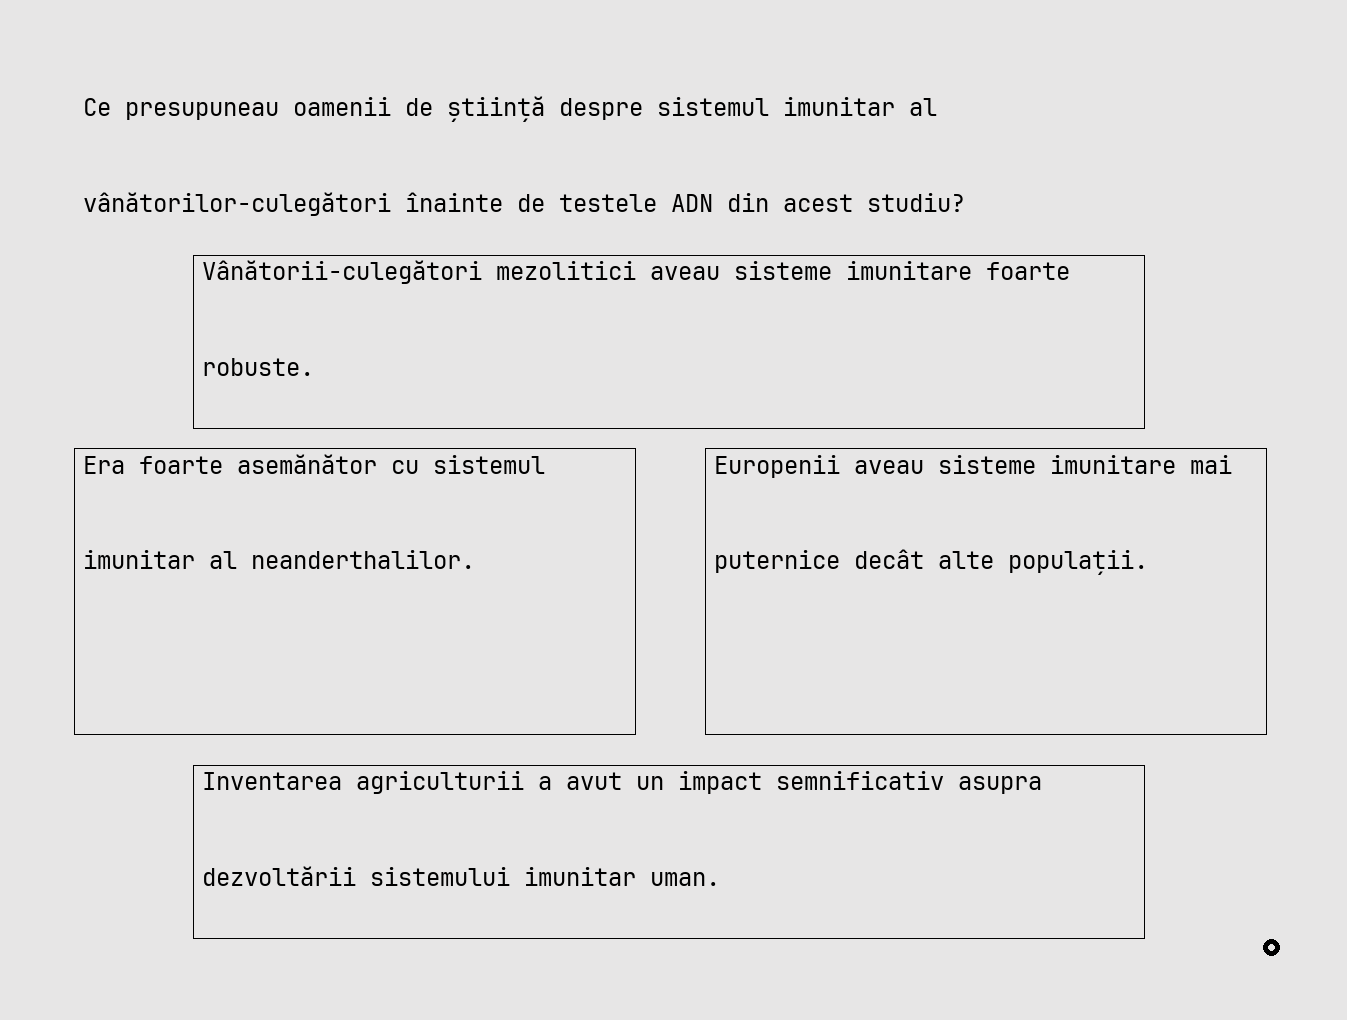 Ce presupuneau oamenii de știință despre sistemul imunitar al
vânătorilor-culegători înainte de testele ADN din acest studiu?
Vânătorii-culegători mezolitici aveau sisteme imunitare foarte
robuste.
Era foarte asemănător cu sistemul
imunitar al neanderthalilor.
Europenii aveau sisteme imunitare mai
puternice decât alte populații.
Inventarea agriculturii a avut un impact semnificativ asupra
dezvoltării sistemului imunitar uman.